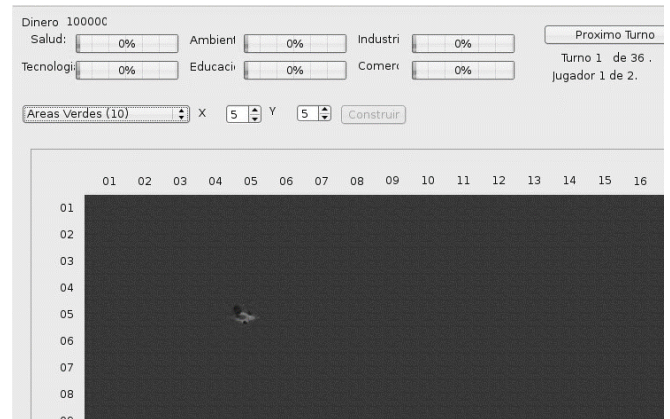 Dinero 100000
Salud: 0% Ambient 0% Industri 0% Proximo Turno
Tecnologi: 0% Educaci 0% Comerc 0% Turno 1 de 36 .
Jugador 1 de 2.
Areas Verdes (10) X 5 Y 5 Construir
01 02 03 04 05 06 07 08 09 10 11 12 13 14 15 16
01
02
03
04
05
06
07
08
09